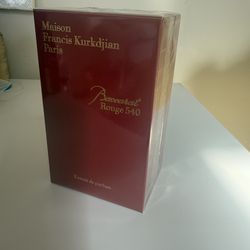 Maison
Francis Kurkdjian
Paris
Baccarat
Rouge 540
Extrait de parfum